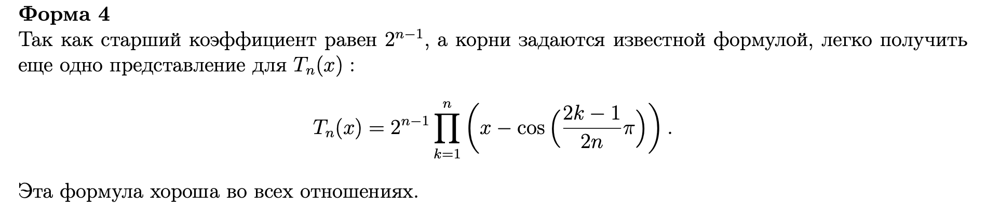 Форма 4
Так как старший коэффициент равен $2^{n-1}$, а корни задаются известной формулой, легко получить
еще одно представление для $T_n(x)$ :
$$T_n(x) = 2^{n-1} \prod_{k=1}^{n} \left( x - \cos \left( \frac{2k-1}{2n} \pi \right) \right).$$
Эта формула хороша во всех отношениях.